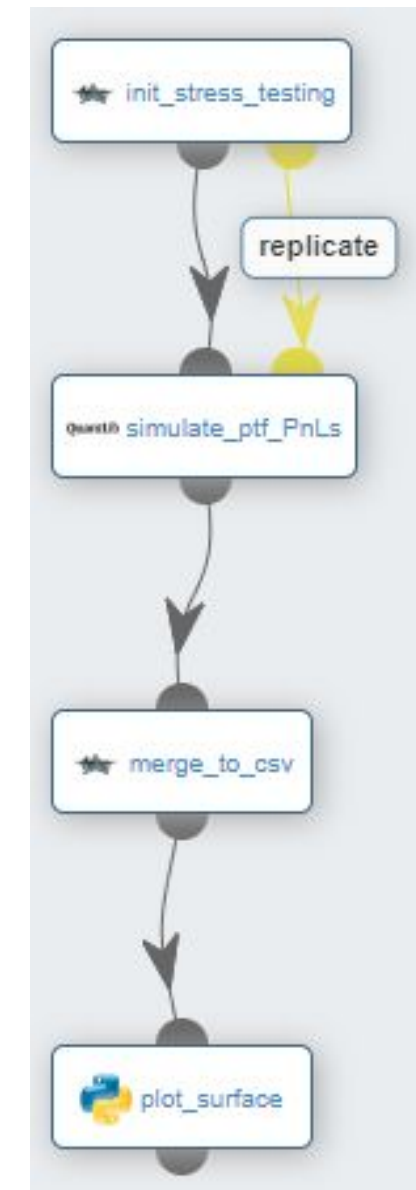 init_stress_testing
replicate
simulate_ptf_PnLs
merge_to_csv
plot_surface